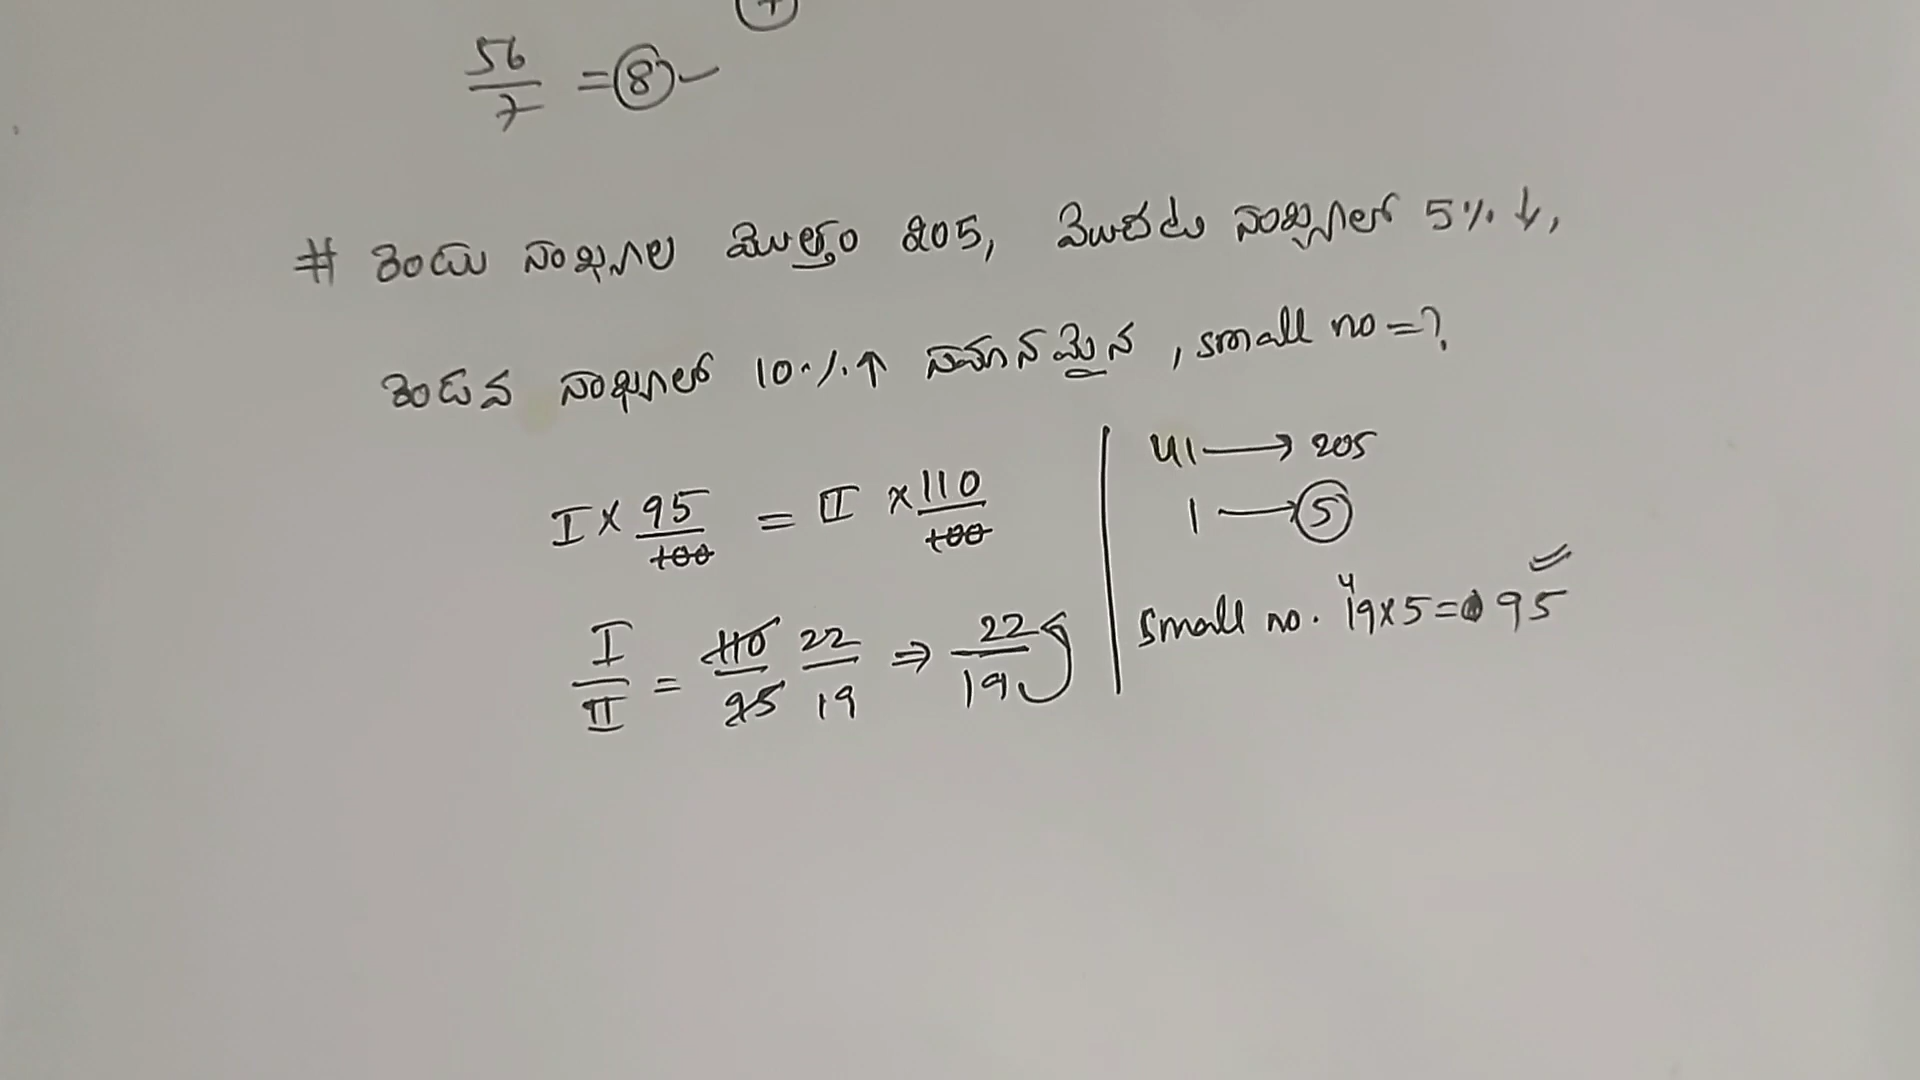 56/7 = 8
# రెండు సంఖ్యల మొత్తం 205, మొదటి సంఖ్యలో 5% ↓,
రెండవ సంఖ్యలో 10% ↑ సమానమైన, small no = ?
I × 95/100 = II × 110/100
I/II = 110/95 22/19 ⇒ 22/19
41 → 205
1 → 5
small no. 19×5 = 95